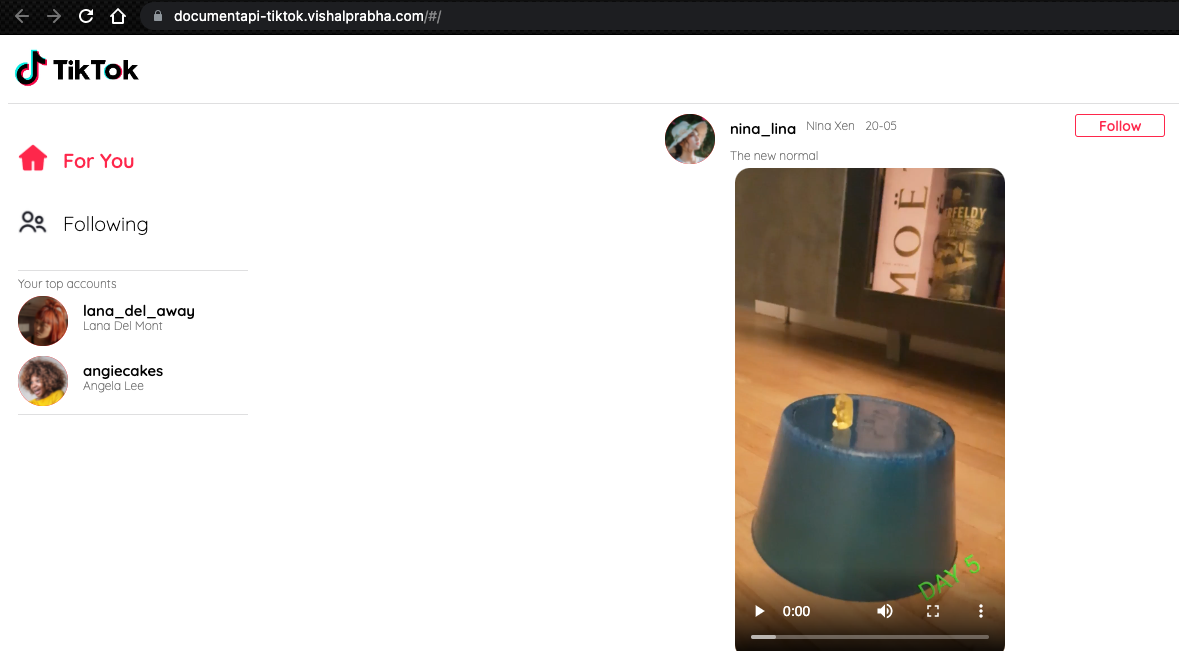 documentapi-tiktok.vishalprabha.com/#/
TikTok
For You
Following
Your top accounts
lana_del_away
Lana Del Mont
angiecakes
Angela Lee
nina_lina Nina Xen 20-05
Follow
The new normal
MOË
RFELDY
DAY 5
0:00